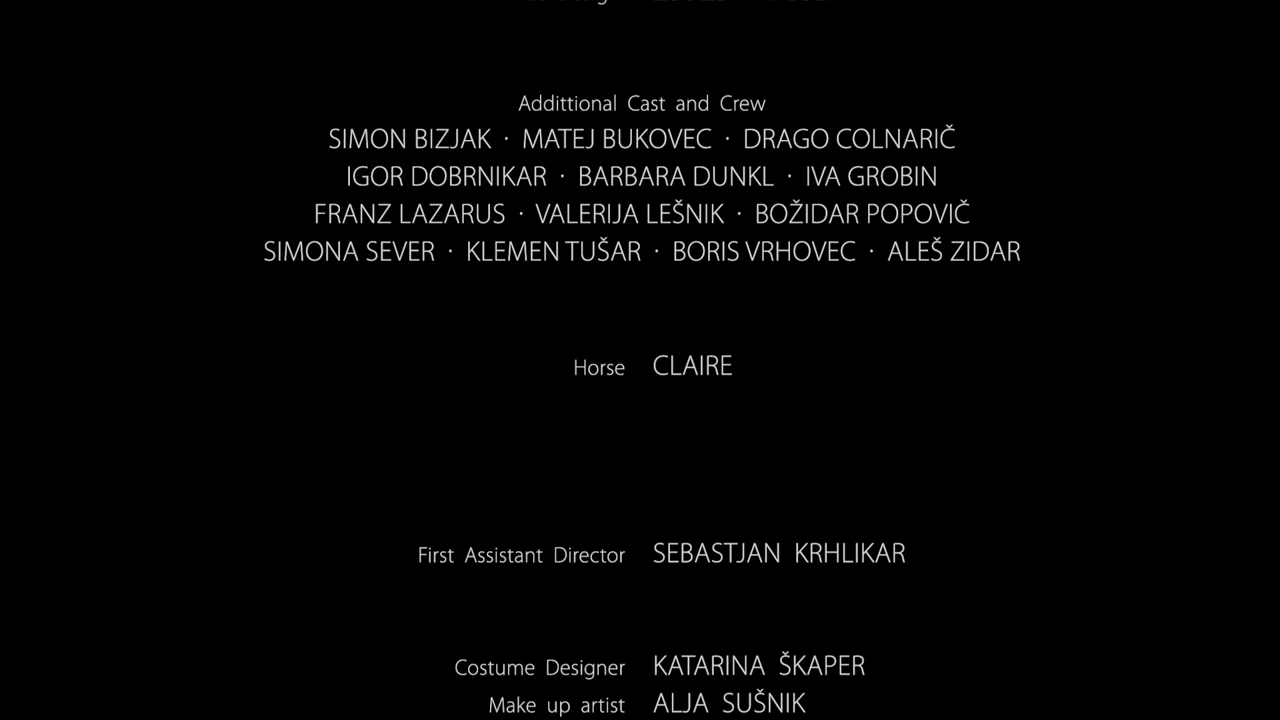 Addittional Cast and Crew
SIMON BIZJAK · MATEJ BUKOVEC · DRAGO COLNARIČ
IGOR DOBRNIKAR · BARBARA DUNKL · IVA GROBIN
FRANZ LAZARUS · VALERIJA LEŠNIK · BOŽIDAR POPOVIČ
SIMONA SEVER · KLEMEN TUŠAR · BORIS VRHOVEC · ALEŠ ZIDAR
Horse CLAIRE
First Assistant Director SEBASTJAN KRHLIKAR
Costume Designer KATARINA ŠKAPER
Make up artist ALJA SUŠNIK